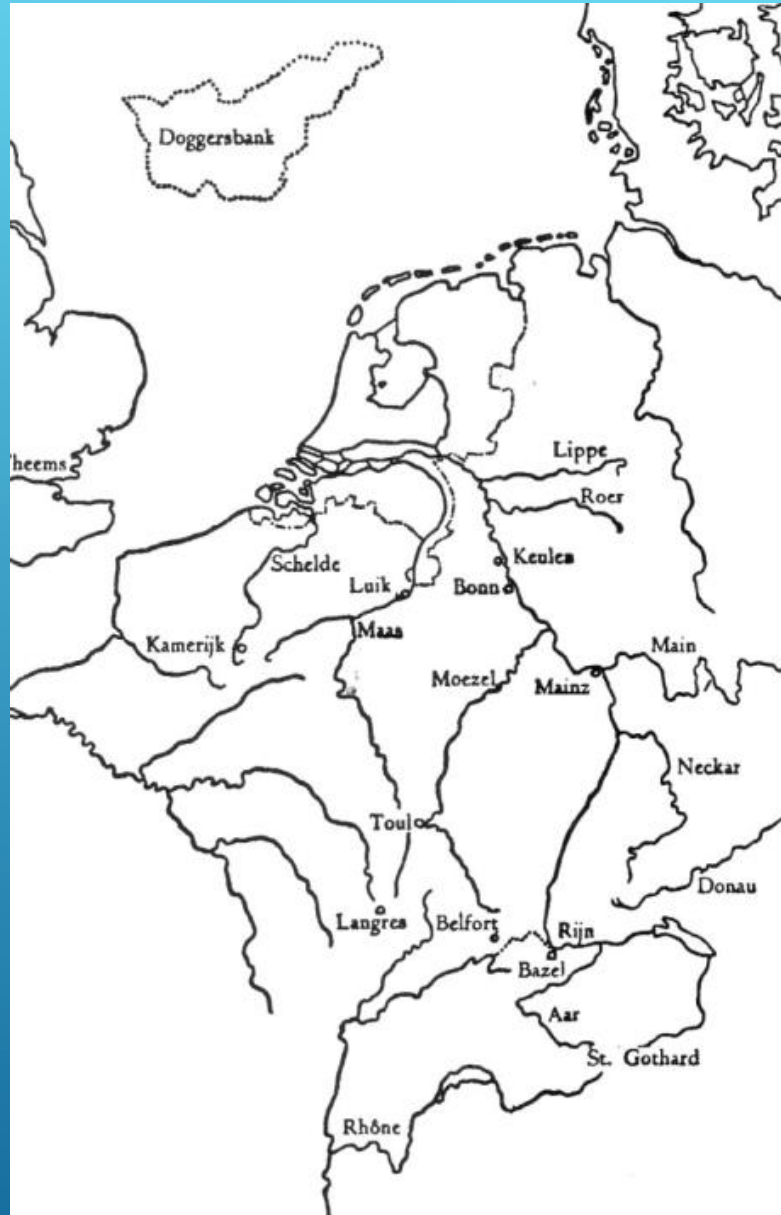 Doggersbank
heems
Lippe
Roer
Keulen
Schelde
Luik
Bonn
Maas
Kamerijk
Main
Moezel
Mainz
Neckar
Toul
Donau
Langres
Belfort
Rijn
Bazel
Aar
St. Gothard
Rhône